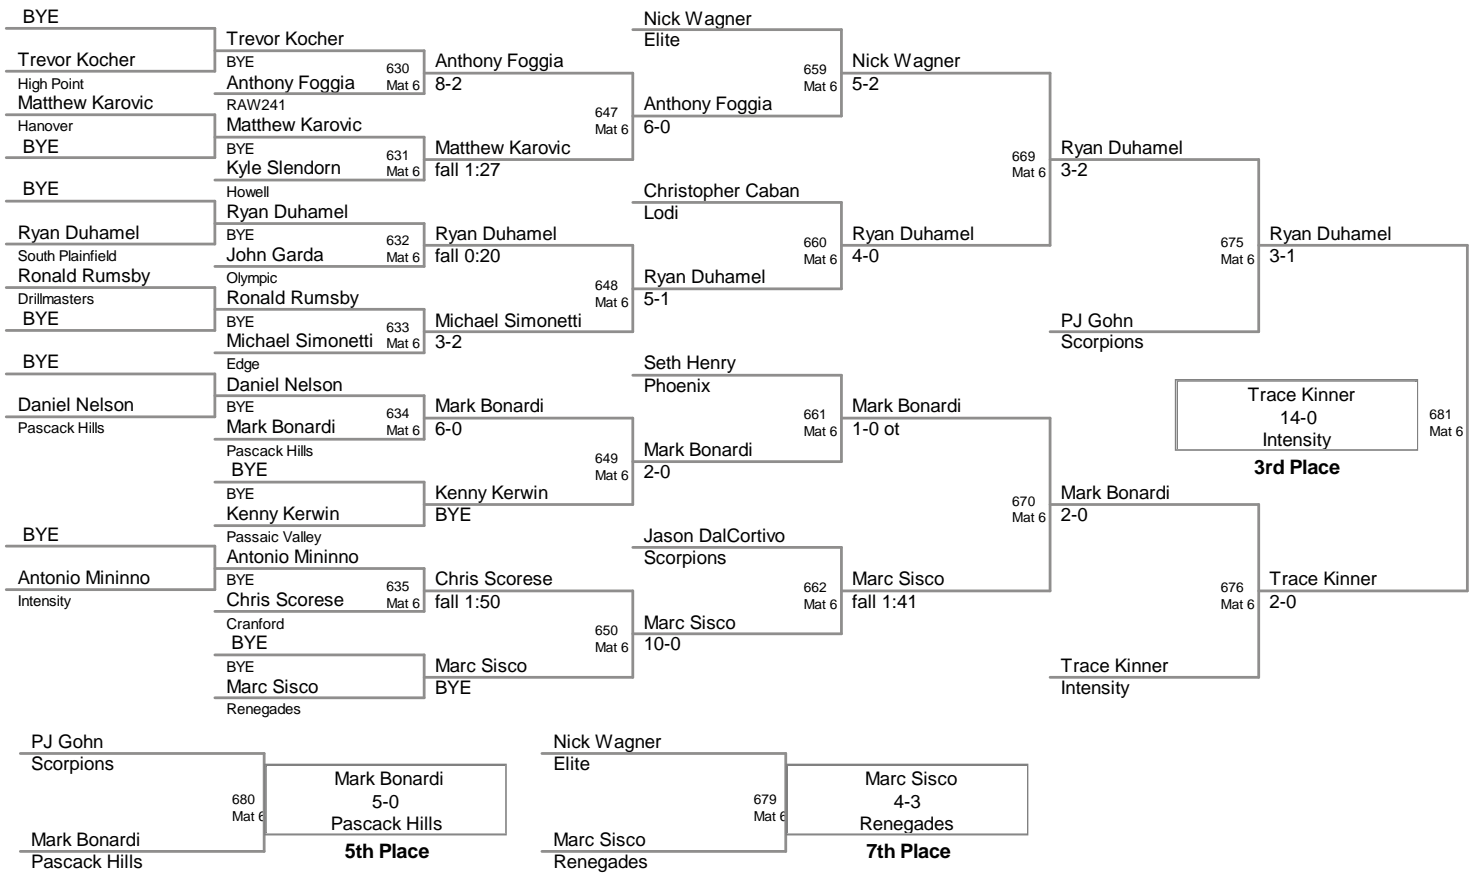 BYE
Trevor Kocher
High Point
Matthew Karovic
Hanover
BYE
BYE
Ryan Duhamel
South Plainfield
Ronald Rumsby
Drillmasters
BYE
BYE
Daniel Nelson
Pascack Hills
BYE
Antonio Mininno
Intensity
Trevor Kocher
BYE
Anthony Foggia
RAW241
630
Mat 6
Matthew Karovic
BYE
Kyle Slendorn
Howell
631
Mat 6
Ryan Duhamel
BYE
John Garda
Olympic
632
Mat 6
Ronald Rumsby
BYE
Michael Simonetti
Edge
633
Mat 6
Daniel Nelson
BYE
Mark Bonardi
Pascack Hills
634
Mat 6
BYE
BYE
Kenny Kerwin
Passaic Valley
Antonio Mininno
BYE
Chris Scorese
Cranford
635
Mat 6
BYE
BYE
Marc Sisco
Renegades
Anthony Foggia
8-2
647
Mat 6
Matthew Karovic
fall 1:27
Ryan Duhamel
fall 0:20
648
Mat 6
Michael Simonetti
3-2
Mark Bonardi
6-0
649
Mat 6
Kenny Kerwin
BYE
Chris Scorese
fall 1:50
650
Mat 6
Marc Sisco
BYE
Nick Wagner
Elite
659
Mat 6
Anthony Foggia
6-0
Christopher Caban
Lodi
660
Mat 6
Ryan Duhamel
5-1
Seth Henry
Phoenix
661
Mat 6
Mark Bonardi
2-0
Jason DalCortivo
Scorpions
662
Mat 6
Marc Sisco
10-0
Nick Wagner
5-2
669
Mat 6
Ryan Duhamel
4-0
Mark Bonardi
1-0 ot
670
Mat 6
Marc Sisco
fall 1:41
Ryan Duhamel
3-2
675
Mat 6
PJ Gohn
Scorpions
Mark Bonardi
2-0
676
Mat 6
Trace Kinner
Intensity
Ryan Duhamel
3-1
Trace Kinner
14-0
Intensity
3rd Place
681
Mat 6
Trace Kinner
2-0
PJ Gohn
Scorpions
680
Mat 6
Mark Bonardi
Pascack Hills
Mark Bonardi
5-0
Pascack Hills
5th Place
Nick Wagner
Elite
679
Mat 6
Marc Sisco
Renegades
Marc Sisco
4-3
Renegades
7th Place